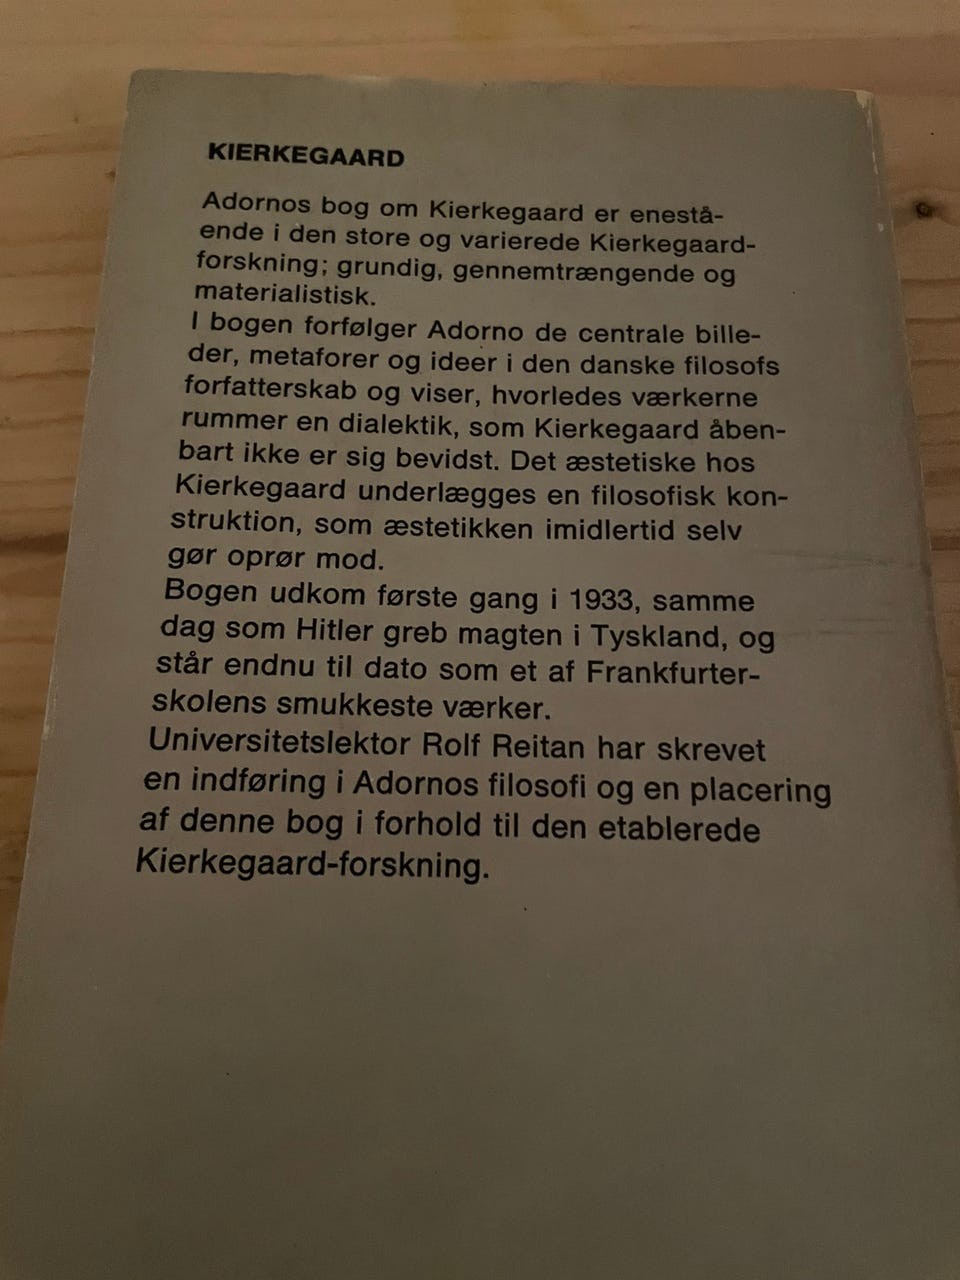 KIERKEGAARD
Adornos bog om Kierkegaard er enestå-
ende i den store og varierede Kierkegaard-
forskning; grundig, gennemtrængende og
materialistisk.
I bogen forfølger Adorno de centrale bille-
der, metaforer og ideer i den danske filosofs
forfatterskab og viser, hvorledes værkerne
rummer en dialektik, som Kierkegaard åben-
bart ikke er sig bevidst. Det æstetiske hos
Kierkegaard underlægges en filosofisk kon-
struktion, som æstetikken imidlertid selv
gør oprør mod.
Bogen udkom første gang i 1933, samme
dag som Hitler greb magten i Tyskland, og
står endnu til dato som et af Frankfurter-
skolens smukkeste værker.
Universitetslektor Rolf Reitan har skrevet
en indføring i Adornos filosofi og en placering
af denne bog i forhold til den etablerede
Kierkegaard-forskning.